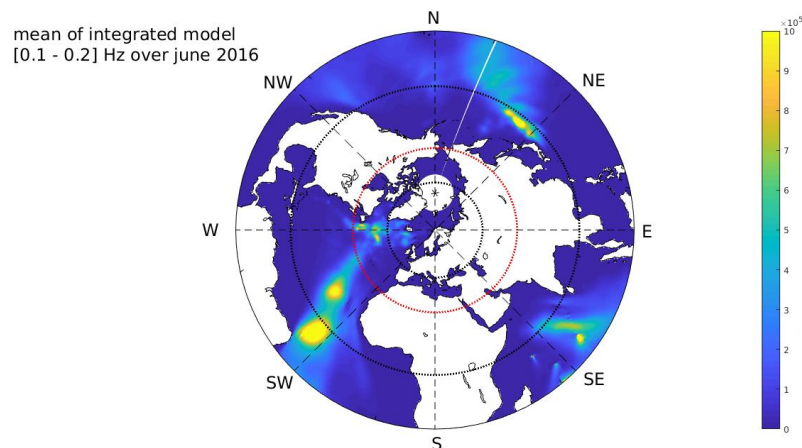 mean of integrated model
[0.1 - 0.2] Hz over june 2016
N
NE
E
SE
S
SW
W
NW
×10⁵
10
9
8
7
6
5
4
3
2
1
0